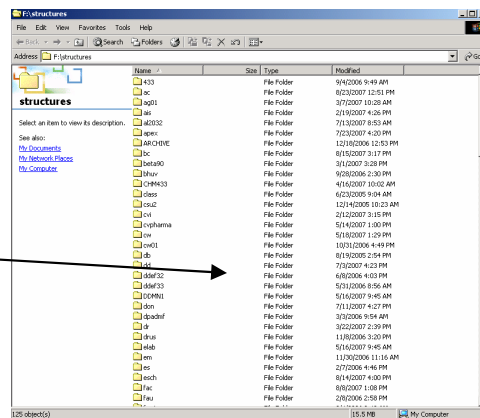 F:\structures
File Edit View Favorites Tools Help
Back Search Folders
Address F:\structures Go
structures
Select an item to view its description.
See also:
My Documents
My Network Places
My Computer
Name Size Type Modified
433 File Folder 9/4/2006 9:49 AM
ac File Folder 8/23/2007 12:51 PM
ag01 File Folder 3/7/2007 10:28 AM
ais File Folder 2/19/2007 4:26 PM
al2032 File Folder 7/13/2007 8:53 AM
apex File Folder 7/23/2007 4:20 PM
ARCHIVE File Folder 12/18/2006 12:53 PM
bc File Folder 8/15/2007 3:17 PM
beta90 File Folder 3/1/2007 3:28 PM
bhuv File Folder 9/28/2006 2:30 PM
CHM433 File Folder 4/16/2007 10:02 AM
class File Folder 6/23/2005 9:04 AM
csu2 File Folder 12/14/2005 10:23 AM
cvi File Folder 2/12/2007 3:15 PM
cvpharma File Folder 5/14/2007 1:00 PM
cw File Folder 5/18/2007 1:29 PM
cw01 File Folder 10/31/2006 4:49 PM
db File Folder 8/19/2005 2:54 PM
dd File Folder 7/3/2007 4:23 PM
ddef32 File Folder 6/8/2006 4:03 PM
ddef33 File Folder 5/31/2006 8:56 AM
DDMN1 File Folder 5/16/2007 9:45 AM
don File Folder 7/11/2007 4:27 PM
dpadmf File Folder 3/3/2006 9:54 AM
dr File Folder 3/22/2007 2:39 PM
drus File Folder 11/8/2006 3:20 PM
elab File Folder 5/16/2007 9:45 AM
em File Folder 11/30/2006 11:16 AM
es File Folder 2/7/2006 4:46 PM
esch File Folder 8/14/2007 4:00 PM
fac File Folder 8/8/2007 1:08 PM
fau File Folder 2/8/2006 2:58 PM
125 object(s) 15.5 MB My Computer